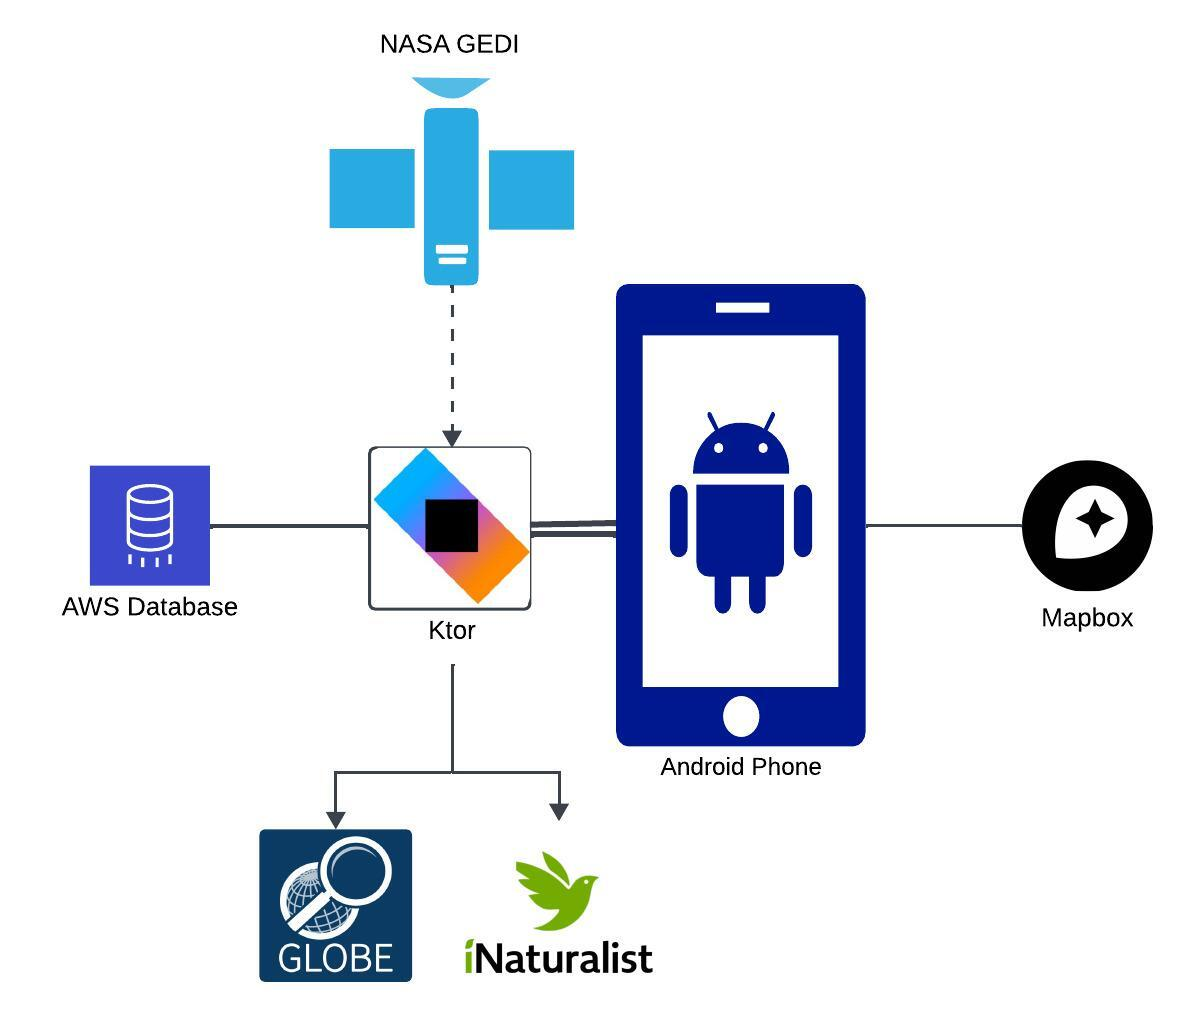 NASA GEDI
AWS Database
Ktor
Mapbox
Android Phone
GLOBE
iNaturalist